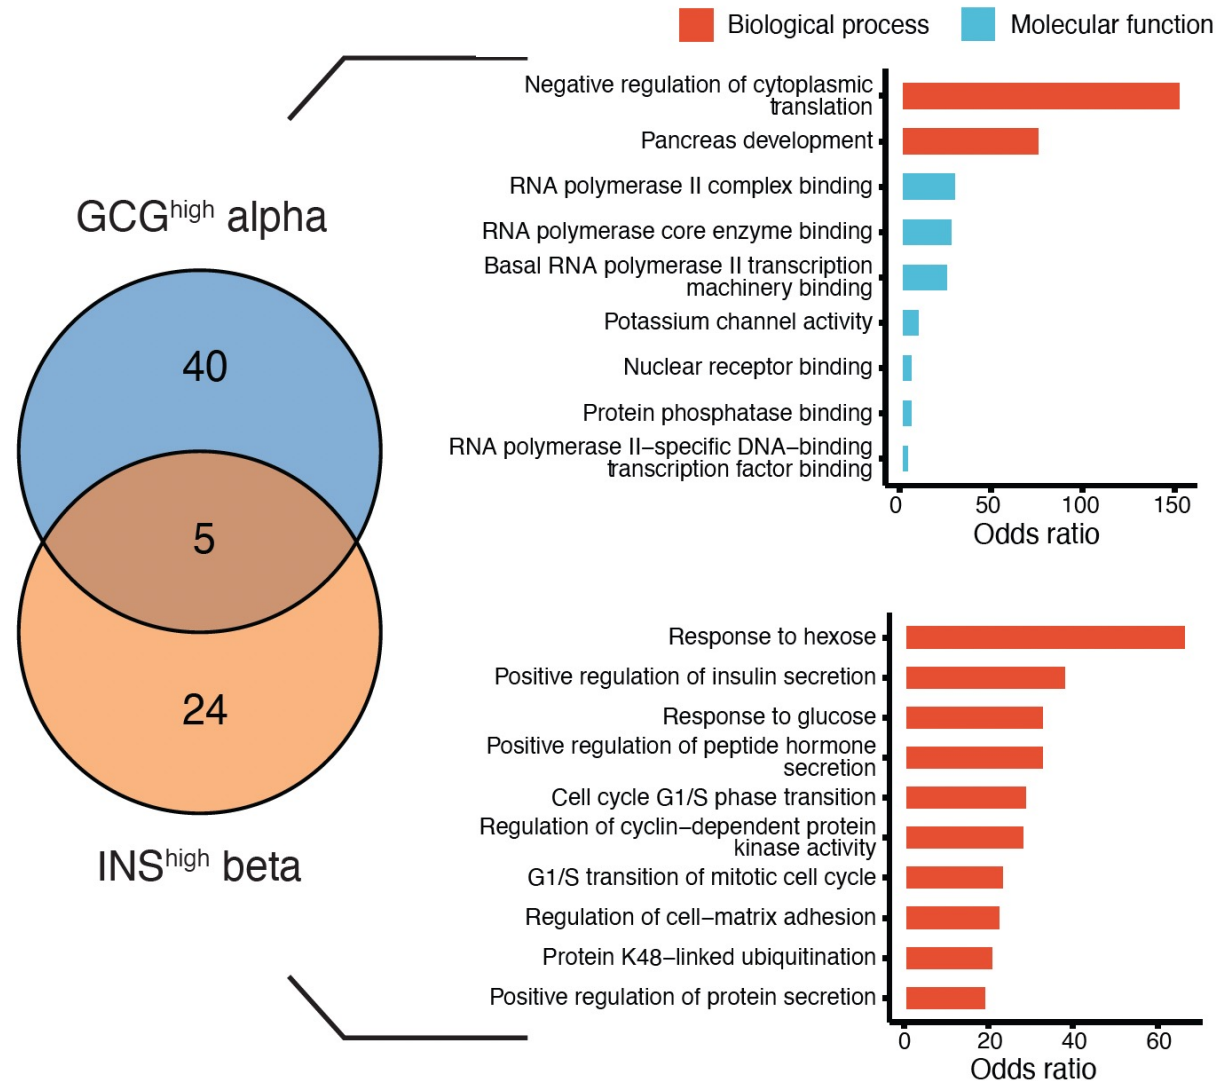 Biological process
Molecular function
Negative regulation of cytoplasmic
translation
Pancreas development
RNA polymerase II complex binding
RNA polymerase core enzyme binding
Basal RNA polymerase II transcription
machinery binding
Potassium channel activity
Nuclear receptor binding
Protein phosphatase binding
RNA polymerase II–specific DNA–binding
transcription factor binding
0 50 100 150
Odds ratio
GCGhigh alpha
40
5
24
INShigh beta
Response to hexose
Positive regulation of insulin secretion
Response to glucose
Positive regulation of peptide hormone
secretion
Cell cycle G1/S phase transition
Regulation of cyclin–dependent protein
kinase activity
G1/S transition of mitotic cell cycle
Regulation of cell–matrix adhesion
Protein K48–linked ubiquitination
Positive regulation of protein secretion
0 20 40 60
Odds ratio